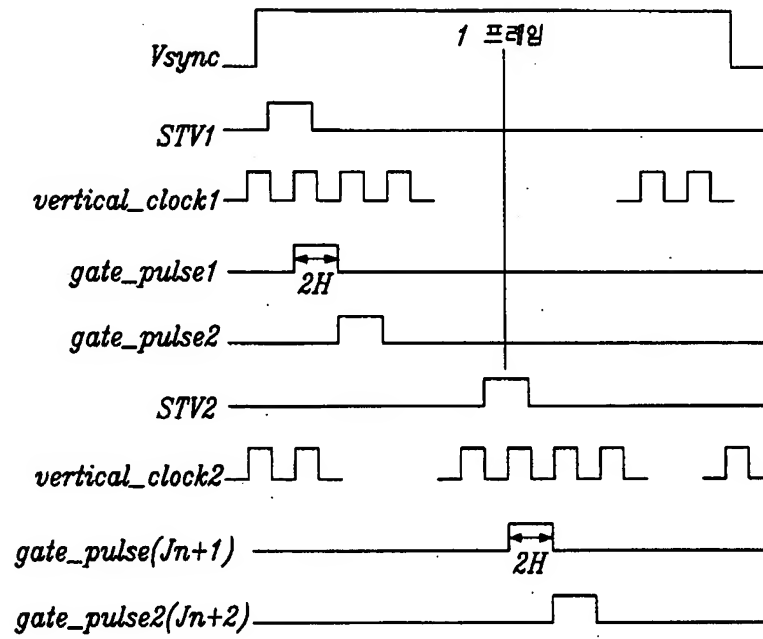 1 프레임
Vsync
STV1
vertical_clock1
gate_pulse1
2H
gate_pulse2
STV2
vertical_clock2
gate_pulse(Jn+1)
2H
gate_pulse2(Jn+2)